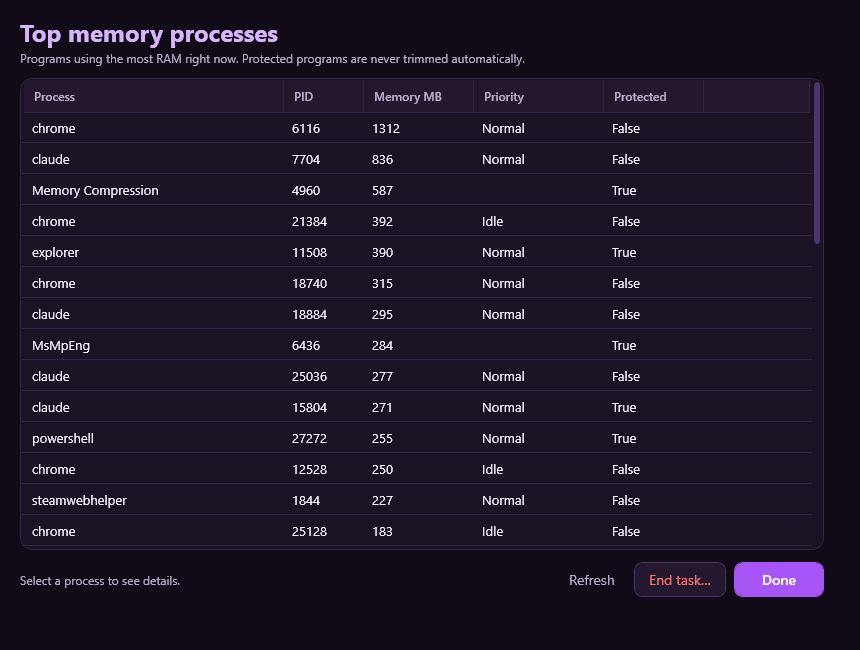 Top memory processes
Programs using the most RAM right now. Protected programs are never trimmed automatically.
Process PID Memory MB Priority Protected
chrome 6116 1312 Normal False
claude 7704 836 Normal False
Memory Compression 4960 587 True
chrome 21384 392 Idle False
explorer 11508 390 Normal True
chrome 18740 315 Normal False
claude 18884 295 Normal False
MsMpEng 6436 284 True
claude 25036 277 Normal False
claude 15804 271 Normal True
powershell 27272 255 Normal True
chrome 12528 250 Idle False
steamwebhelper 1844 227 Normal False
chrome 25128 183 Idle False
Select a process to see details. Refresh End task... Done